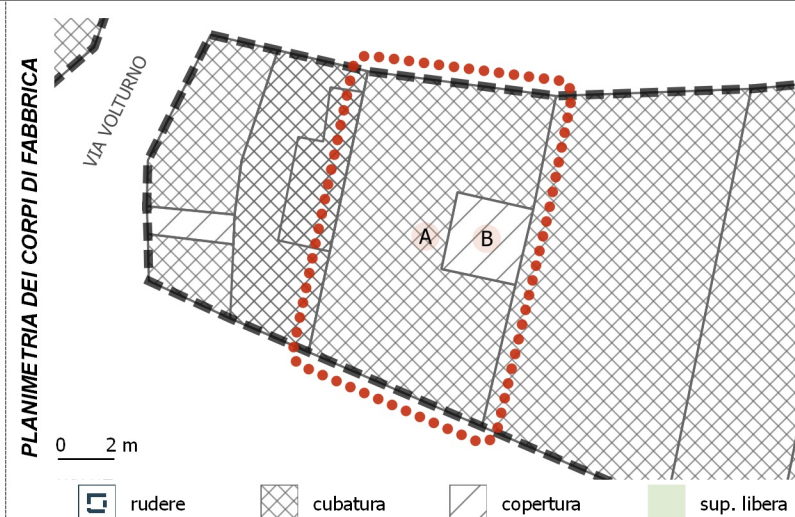 PLANIMETRIA DEI CORPI DI FABBRICA
VIA VOLTURNO
A
B
0 2 m
rudere cubatura copertura sup. libera